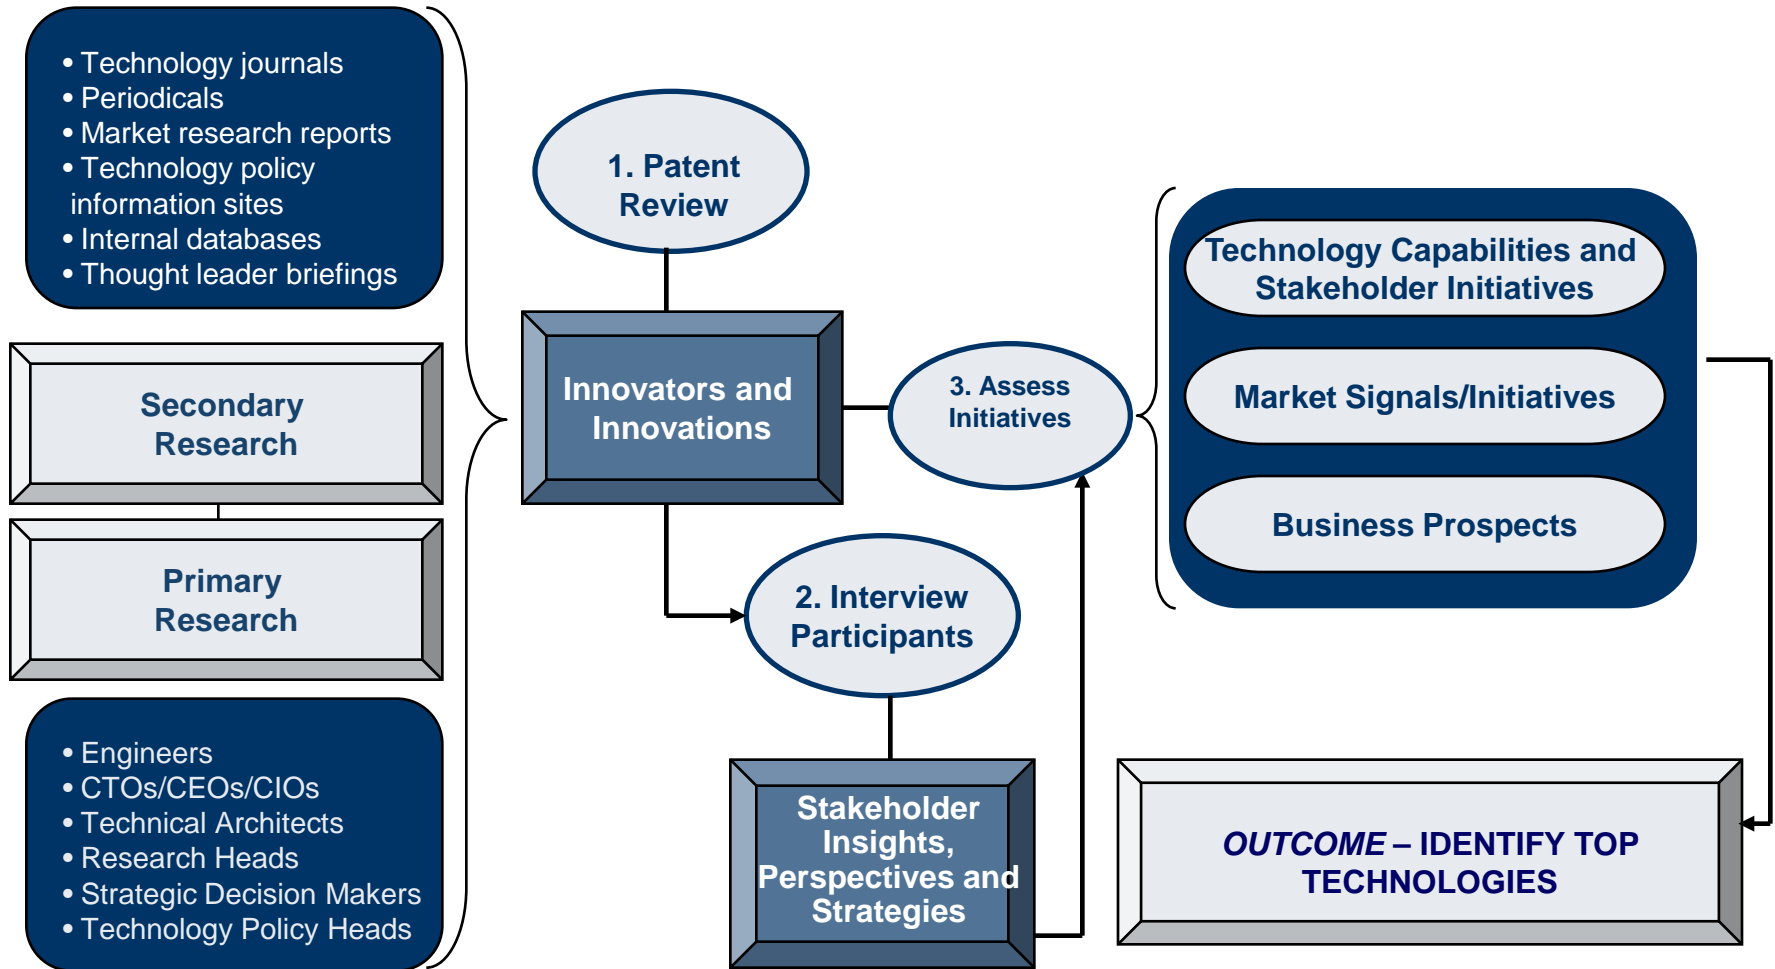 • Technology journals
• Periodicals
• Market research reports
• Technology policy
information sites
• Internal databases
• Thought leader briefings
Secondary
Research
Primary
Research
• Engineers
• CTOs/CEOs/CIOs
• Technical Architects
• Research Heads
• Strategic Decision Makers
• Technology Policy Heads
1. Patent
Review
Innovators and
Innovations
2. Interview
Participants
Stakeholder
Insights,
Perspectives and
Strategies
3. Assess
Initiatives
Technology Capabilities and
Stakeholder Initiatives
Market Signals/Initiatives
Business Prospects
OUTCOME – IDENTIFY TOP
TECHNOLOGIES